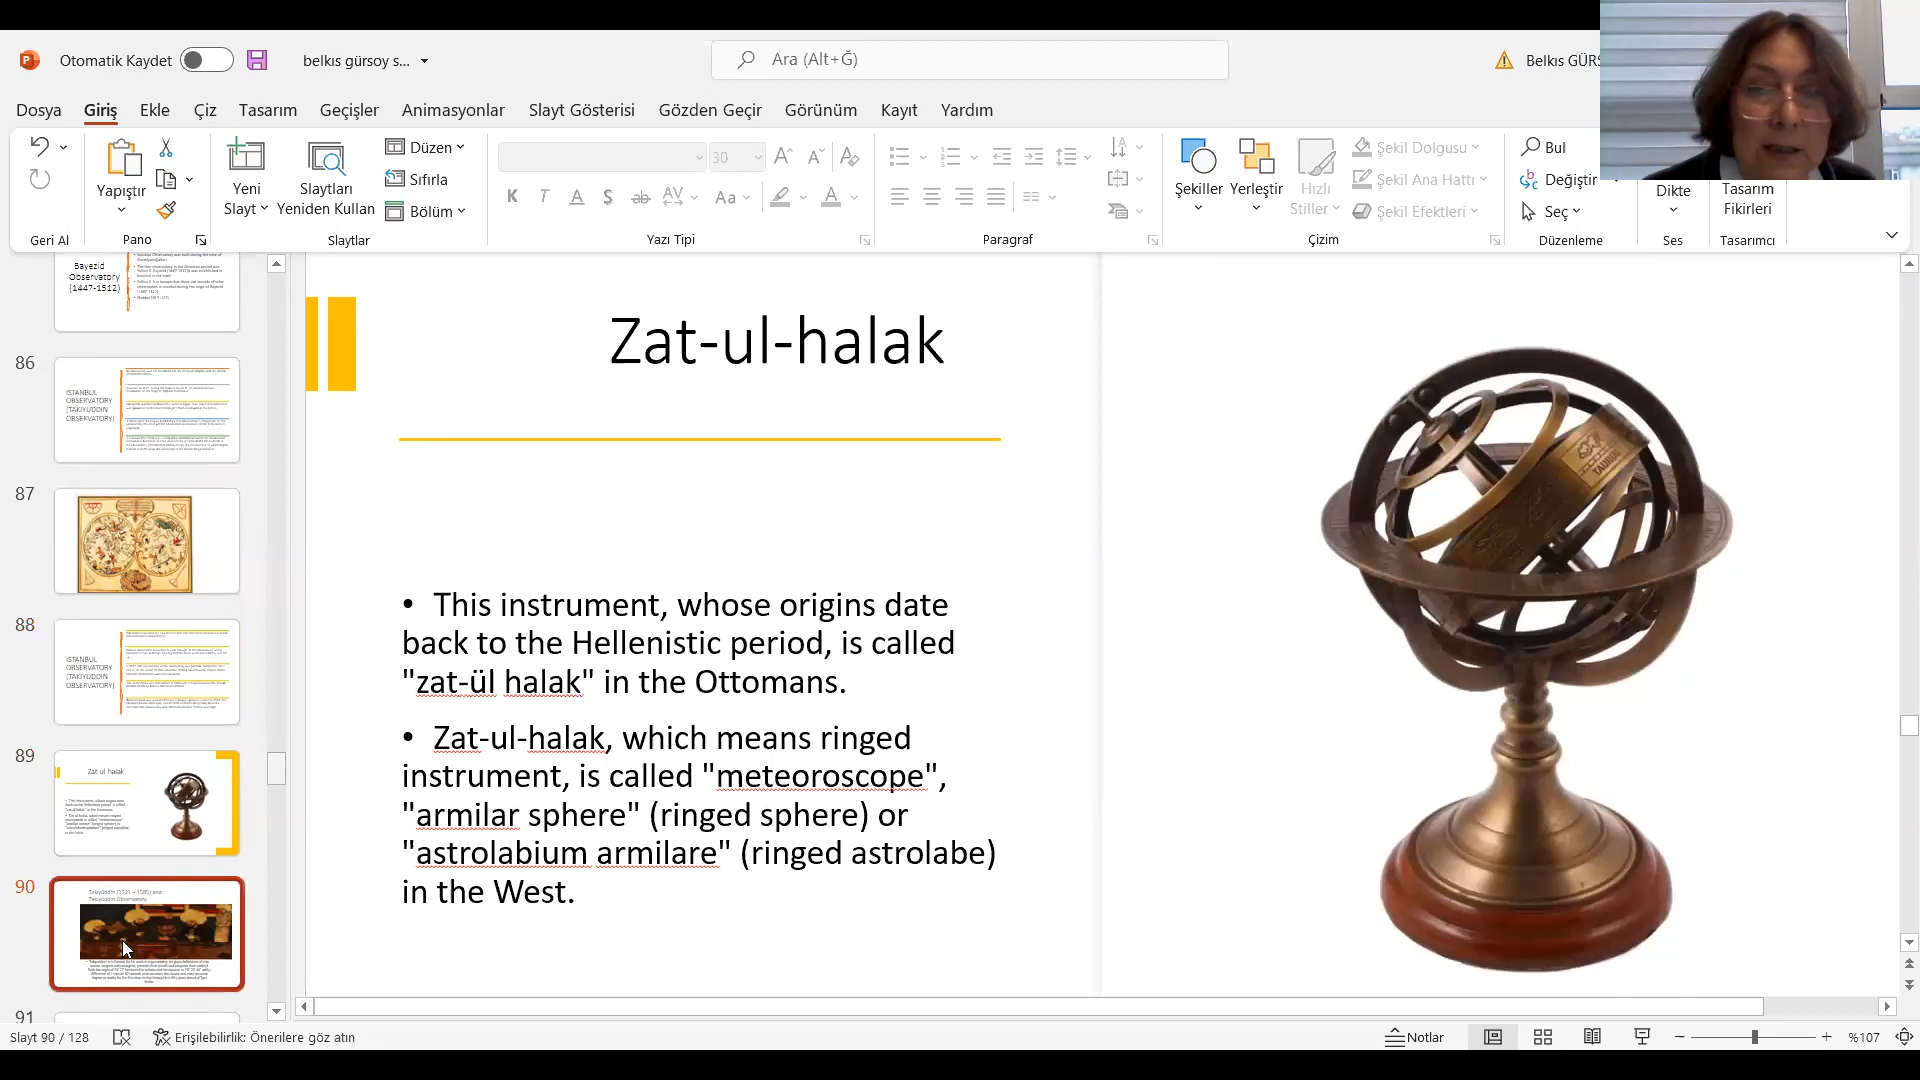 Otomatik Kaydet
belkıs gürsoy s...
Ara (Alt+Ğ)
Belkıs GÜRS
Dosya Giriş Ekle Çiz Tasarım Geçişler Animasyonlar Slayt Gösterisi Gözden Geçir Görünüm Kayıt Yardım
Yapıştır
Yeni
Slayt
Slaytları
Yeniden Kullan
Düzen
Sıfırla
Bölüm
30
K T A S ab AV Aa A
Şekiller
Yerleştir
Hızlı
Stiller
Şekil Dolgusu
Şekil Ana Hattı
Şekil Efektleri
Bul
Değiştir
Seç
Dikte
Tasarım
Fikirleri
Geri Al Pano Slaytlar Yazı Tipi Paragraf Çizim Düzenleme Ses Tasarımcı
Bayezid
Observatory
(1447-1512)
86
ISTANBUL
OBSERVATORY
(TAKIYUDDIN
OBSERVATORY)
87
88
ISTANBUL
OBSERVATORY
(TAKIYUDDIN
OBSERVATORY)
89
Zat ul halak
90
Takiyüddin (1521 – 1585) and
Takiyüddin Observatory
91
Zat-ul-halak
• This instrument, whose origins date
back to the Hellenistic period, is called
"zat-ül halak" in the Ottomans.
• Zat-ul-halak, which means ringed
instrument, is called "meteoroscope",
"armilar sphere" (ringed sphere) or
"astrolabium armilare" (ringed astrolabe)
in the West.
TAURUS
Slayt 90 / 128
Erişilebilirlik: Önerilere göz atın
Notlar
%107